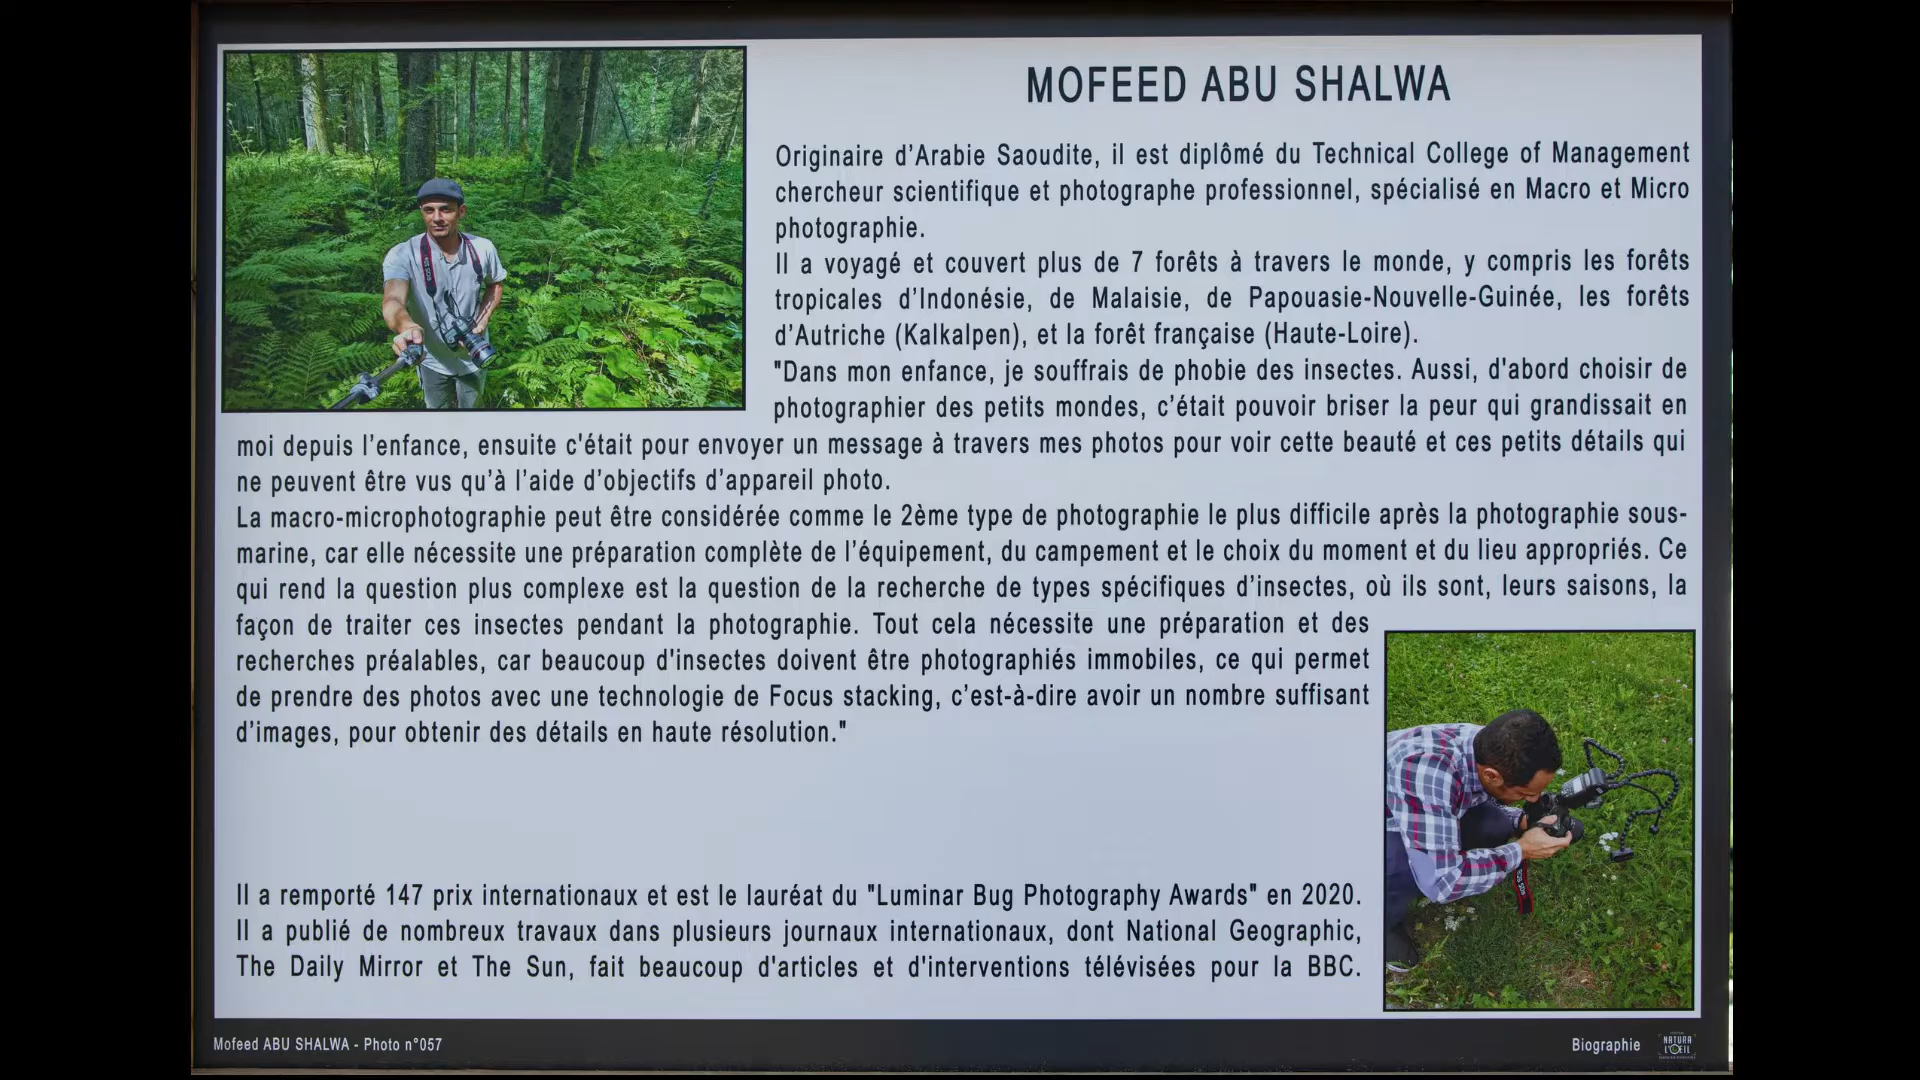 MOFEED ABU SHALWA
Originaire d’Arabie Saoudite, il est diplômé du Technical College of Management
chercheur scientifique et photographe professionnel, spécialisé en Macro et Micro
photographie.
Il a voyagé et couvert plus de 7 forêts à travers le monde, y compris les forêts
tropicales d’Indonésie, de Malaisie, de Papouasie-Nouvelle-Guinée, les forêts
d’Autriche (Kalkalpen), et la forêt française (Haute-Loire).
"Dans mon enfance, je souffrais de phobie des insectes. Aussi, d'abord choisir de
photographier des petits mondes, c’était pouvoir briser la peur qui grandissait en
moi depuis l’enfance, ensuite c'était pour envoyer un message à travers mes photos pour voir cette beauté et ces petits détails qui
ne peuvent être vus qu’à l’aide d’objectifs d’appareil photo.
La macro-microphotographie peut être considérée comme le 2ème type de photographie le plus difficile après la photographie sous-
marine, car elle nécessite une préparation complète de l’équipement, du campement et le choix du moment et du lieu appropriés. Ce
qui rend la question plus complexe est la question de la recherche de types spécifiques d’insectes, où ils sont, leurs saisons, la
façon de traiter ces insectes pendant la photographie. Tout cela nécessite une préparation et des
recherches préalables, car beaucoup d'insectes doivent être photographiés immobiles, ce qui permet
de prendre des photos avec une technologie de Focus stacking, c’est-à-dire avoir un nombre suffisant
d’images, pour obtenir des détails en haute résolution."
Il a remporté 147 prix internationaux et est le lauréat du "Luminar Bug Photography Awards" en 2020.
Il a publié de nombreux travaux dans plusieurs journaux internationaux, dont National Geographic,
The Daily Mirror et The Sun, fait beaucoup d'articles et d'interventions télévisées pour la BBC.
Mofeed ABU SHALWA - Photo n°057
Biographie
NATURA
L'ŒIL